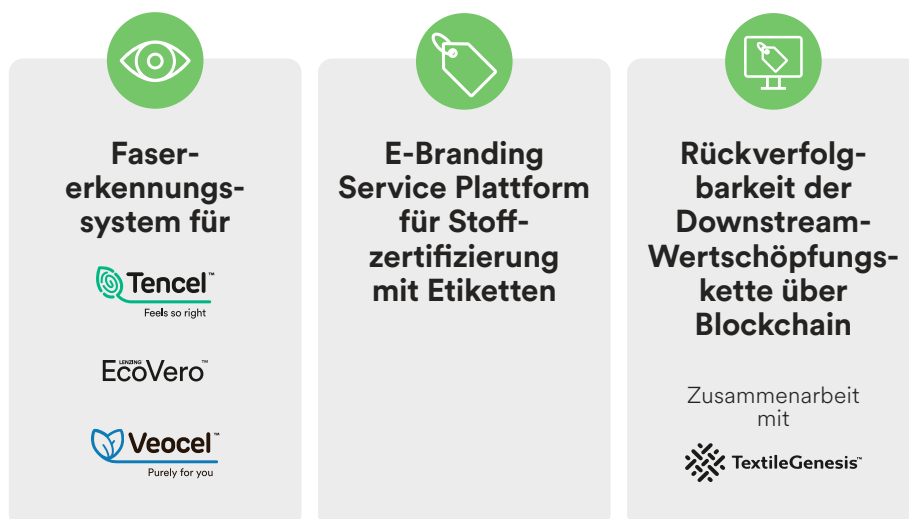 Faser-
erkennungs-
system für
Tencel™
Feels so right
LENZING
EcoVero™
Veocel™
Purely for you
E-Branding
Service Plattform
für Stoff-
zertifizierung
mit Etiketten
Rückverfolg-
barkeit der
Downstream-
Wertschöpfungs-
kette über
Blockchain
Zusammenarbeit
mit
TextileGenesis™